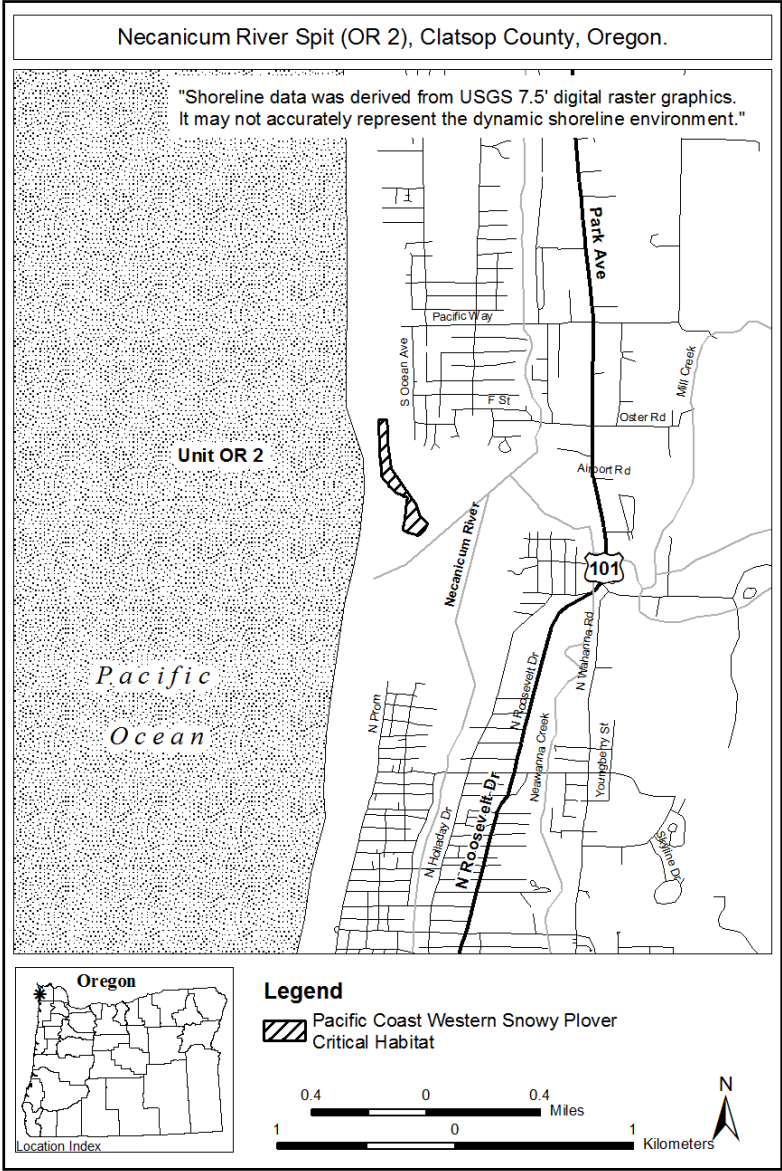 Necanicum River Spit (OR 2), Clatsop County, Oregon.
"Shoreline data was derived from USGS 7.5' digital raster graphics.
It may not accurately represent the dynamic shoreline environment."
Park Ave
Pacific Way
S Ocean Ave
Mill Creek
F St
Oster Rd
Unit OR 2
Airport Rd
Necanicum River
101
N Wahanna Rd
Pacific
Ocean
N Prom
N Roosevelt Dr
Neawanna Creek
Youngberry St
N Holladay Dr
N Roosevelt Dr
Skyline Dr
Oregon
Location Index
Legend
Pacific Coast Western Snowy Plover
Critical Habitat
0.4 0 0.4
Miles
1 0 1
Kilometers
N